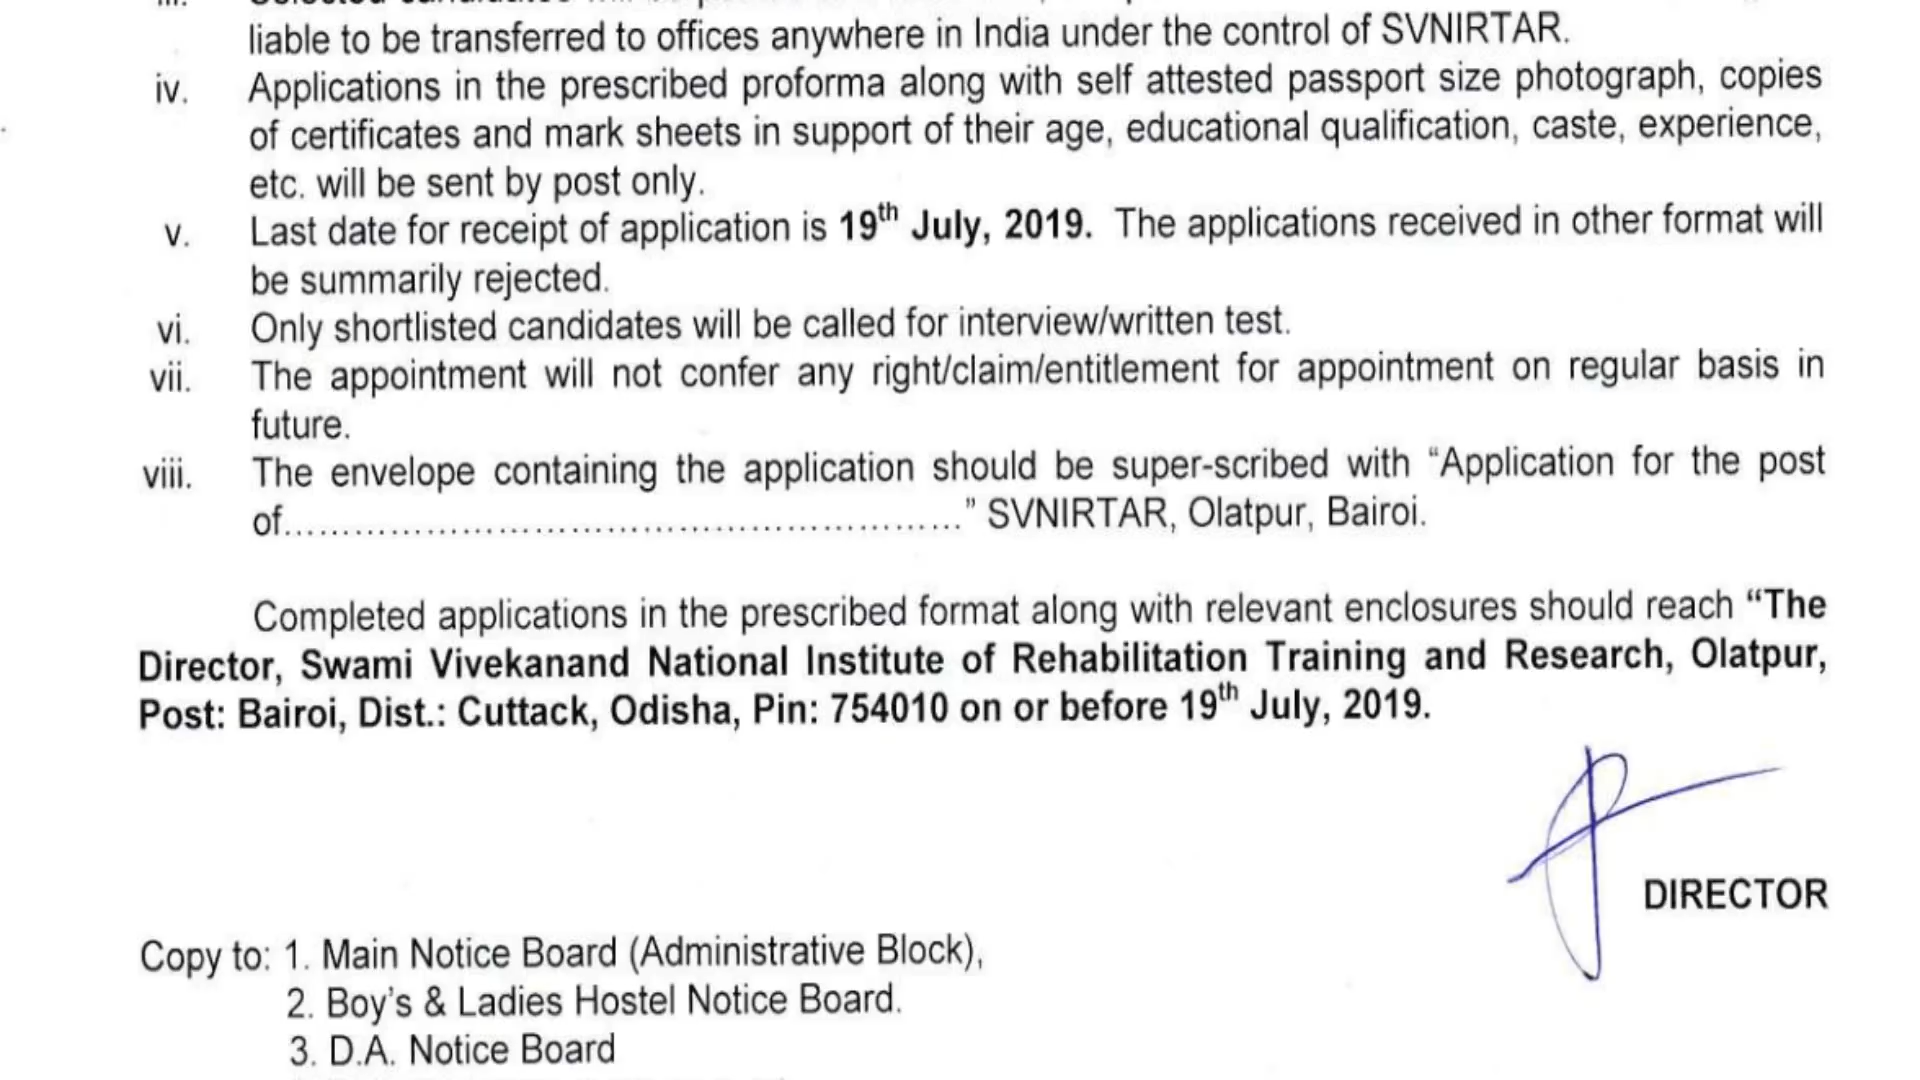 iii. Selected candidates will be
liable to be transferred to offices anywhere in India under the control of SVNIRTAR.
iv. Applications in the prescribed proforma along with self attested passport size photograph, copies
of certificates and mark sheets in support of their age, educational qualification, caste, experience,
etc. will be sent by post only.
v. Last date for receipt of application is 19th July, 2019. The applications received in other format will
be summarily rejected.
vi. Only shortlisted candidates will be called for interview/written test.
vii. The appointment will not confer any right/claim/entitlement for appointment on regular basis in
future.
viii. The envelope containing the application should be super-scribed with “Application for the post
of............................................................” SVNIRTAR, Olatpur, Bairoi.
Completed applications in the prescribed format along with relevant enclosures should reach “The
Director, Swami Vivekanand National Institute of Rehabilitation Training and Research, Olatpur,
Post: Bairoi, Dist.: Cuttack, Odisha, Pin: 754010 on or before 19th July, 2019.
DIRECTOR
Copy to: 1. Main Notice Board (Administrative Block),
2. Boy’s & Ladies Hostel Notice Board.
3. D.A. Notice Board